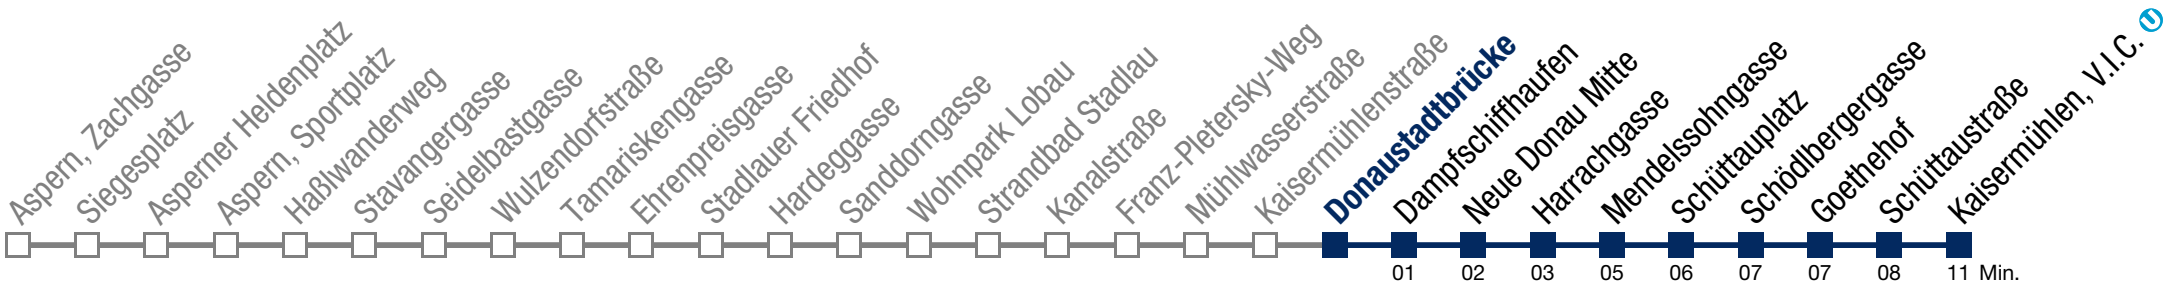 Aspern, Zachgasse
Siegesplatz
Asperner Heldenplatz
Aspern, Sportplatz
Haßlwanderweg
Stavangergasse
Seidelbastgasse
Wulzendorfstraße
Tamariskengasse
Ehrenpreisgasse
Stadlauer Friedhof
Hardeggasse
Sanddorngasse
Wohnpark Lobau
Strandbad Stadlau
Kanalstraße
Franz-Pletersky-Weg
Mühlwasserstraße
Kaisermühlenstraße
Donaustadtbrücke
Dampfschiffhaufen
Neue Donau Mitte
Harrachgasse
Mendelssohngasse
Schüttauplatz
Schödlbergergasse
Goethehof
Schüttaustraße
Kaisermühlen, V.I.C. U
01 02 03 05 06 07 07 08 11 Min.